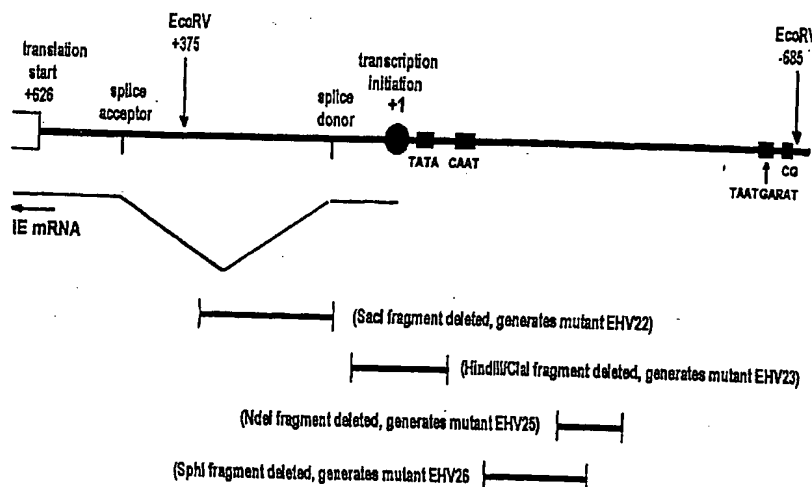 EcoRV
+375
EcoRV
-685
translation
start
+626
splice
acceptor
splice
donor
transcription
initiation
+1
TATA
CAAT
CG
TAATGARAT
IE mRNA
(SacI fragment deleted, generates mutant EHV22)
(HindIII/ClaI fragment deleted, generates mutant EHV23)
(NdeI fragment deleted, generates mutant EHV25)
(SphI fragment deleted, generates mutant EHV26